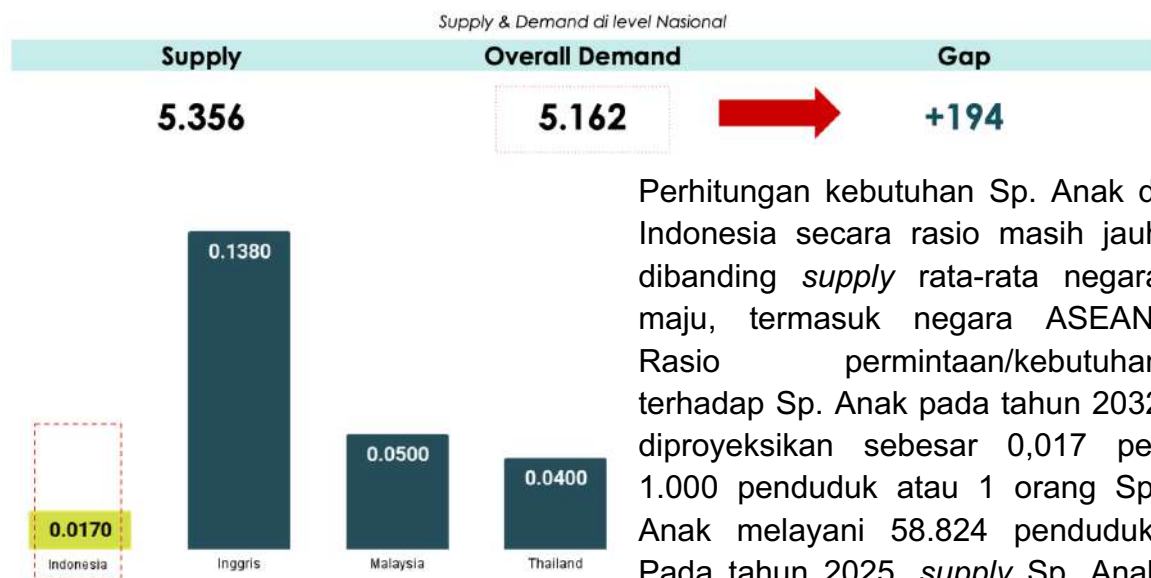 Supply & Demand di level Nasional
Supply Overall Demand Gap
5.356 5.162 +194
0.1380
0.0500
0.0400
0.0170
Indonesia Inggris Malaysia Thailand
Perhitungan kebutuhan Sp. Anak d
Indonesia secara rasio masih jauh
dibanding supply rata-rata negara
maju, termasuk negara ASEAN
Rasio permintaan/kebutuhan
terhadap Sp. Anak pada tahun 2032
diproyeksikan sebesar 0,017 pe
1.000 penduduk atau 1 orang Sp
Anak melayani 58.824 penduduk
Pada tahun 2025, supply Sp. Anak